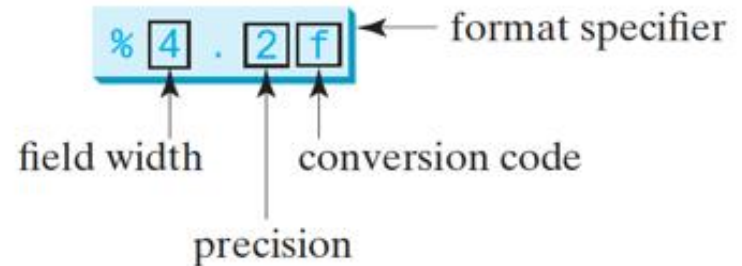 % 4 . 2 f format specifier
field width conversion code
precision